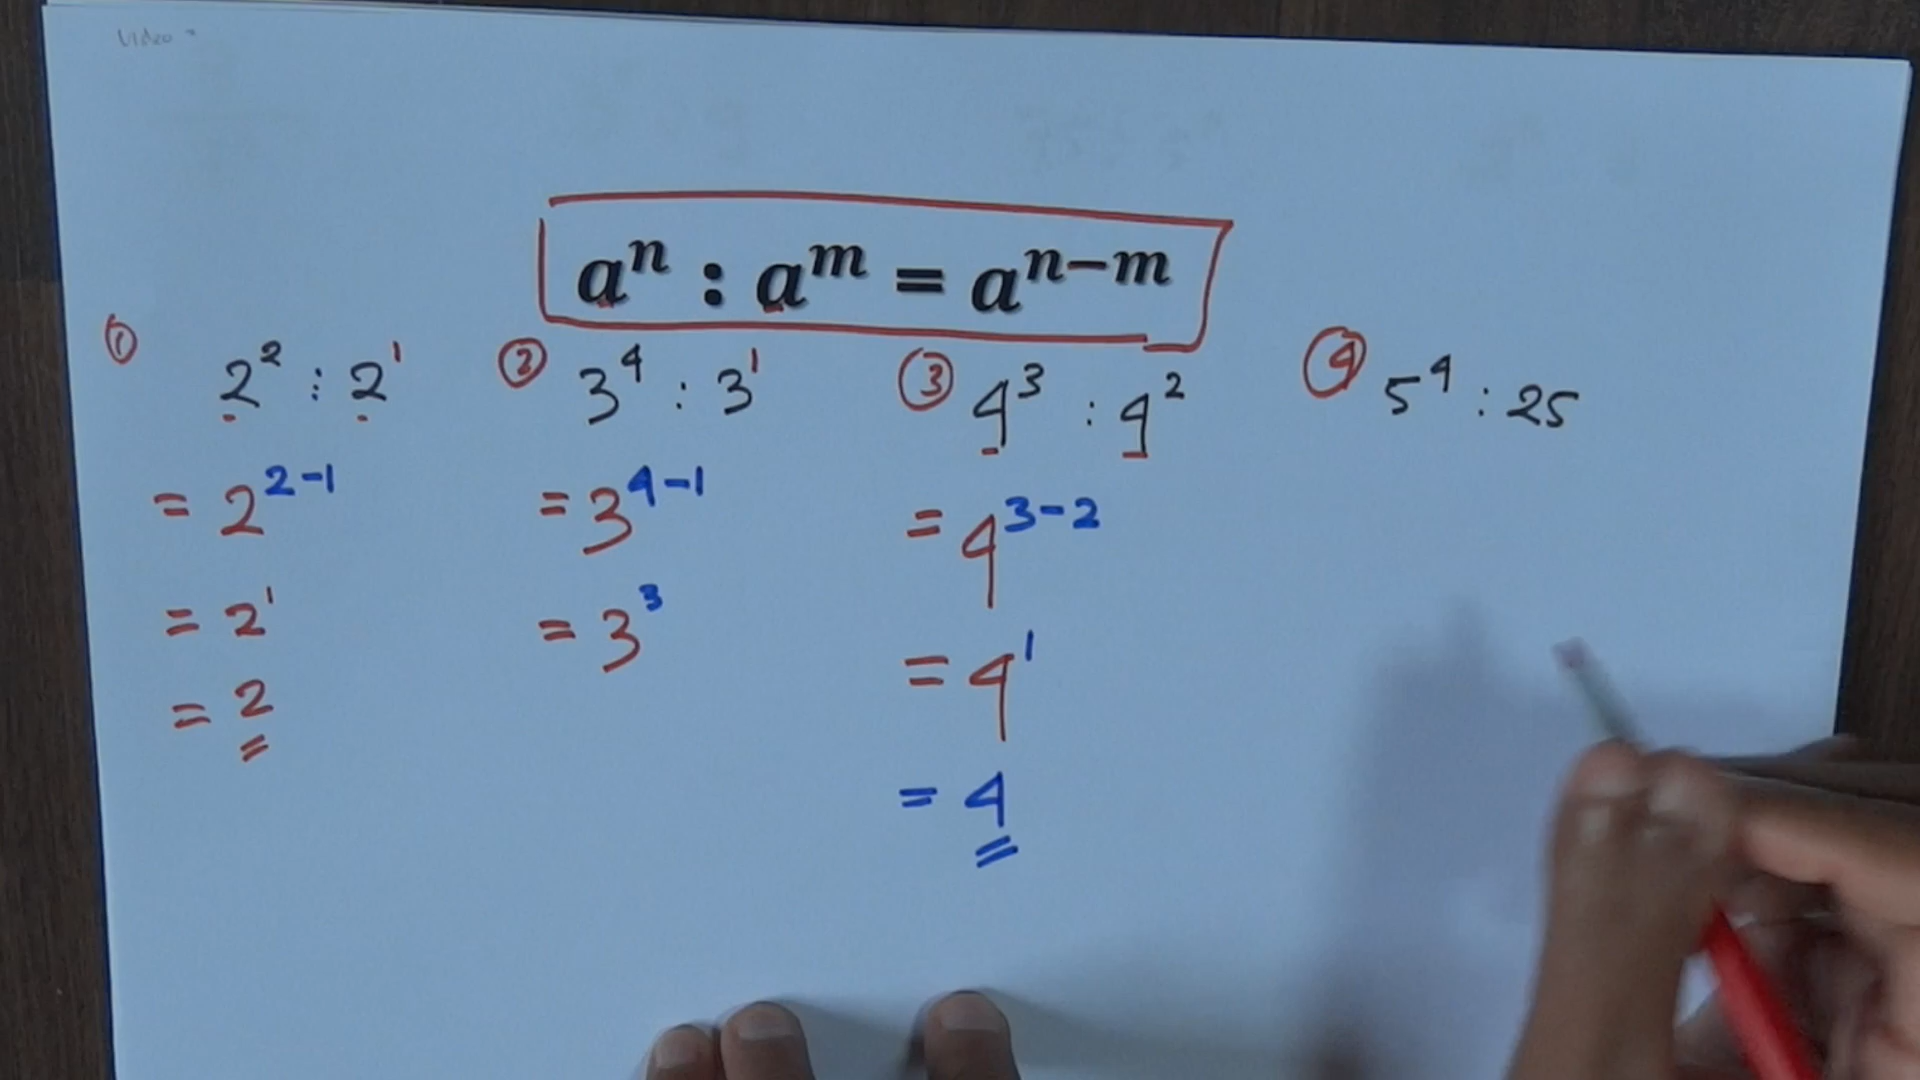 Video
aⁿ : aᵐ = aⁿ⁻ᵐ
① 2² : 2¹
= 2²⁻¹
= 2¹
= 2
② 3⁴ : 3¹
= 3⁴⁻¹
= 3³
③ 4³ : 4²
= 4³⁻²
= 4¹
= 4
④ 5⁴ : 25